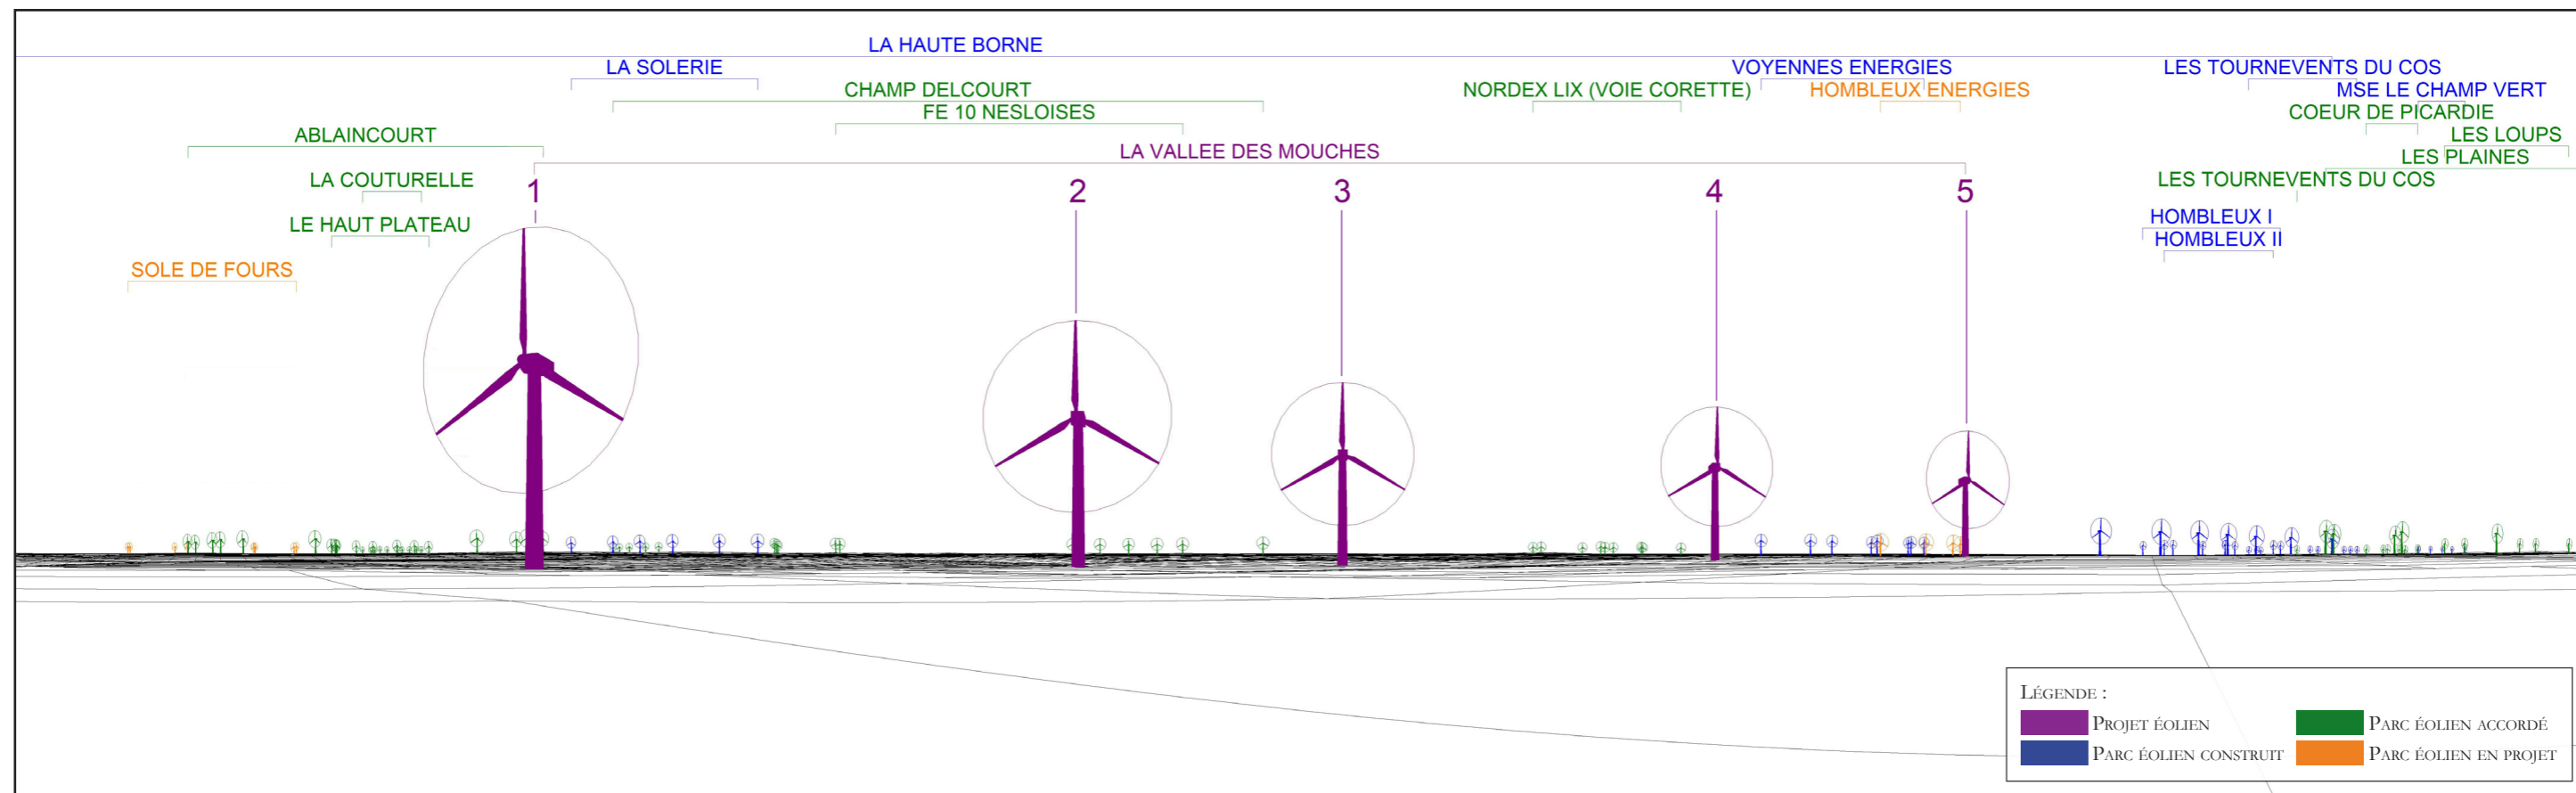 LA HAUTE BORNE
LA SOLERIE
VOYENNES ENERGIES
LES TOURNEVENTS DU COS
CHAMP DELCOURT
NORDEX LIX (VOIE CORETTE)
HOMBLEUX ENERGIES
MSE LE CHAMP VERT
FE 10 NESLOISES
COEUR DE PICARDIE
ABLAINCOURT
LES LOUPS
LA VALLEE DES MOUCHES
LES PLAINES
LA COUTURELLE
LES TOURNEVENTS DU COS
1
2
3
4
5
LE HAUT PLATEAU
HOMBLEUX I
HOMBLEUX II
SOLE DE FOURS
LÉGENDE :
PROJET ÉOLIEN
PARC ÉOLIEN ACCORDÉ
PARC ÉOLIEN CONSTRUIT
PARC ÉOLIEN EN PROJET